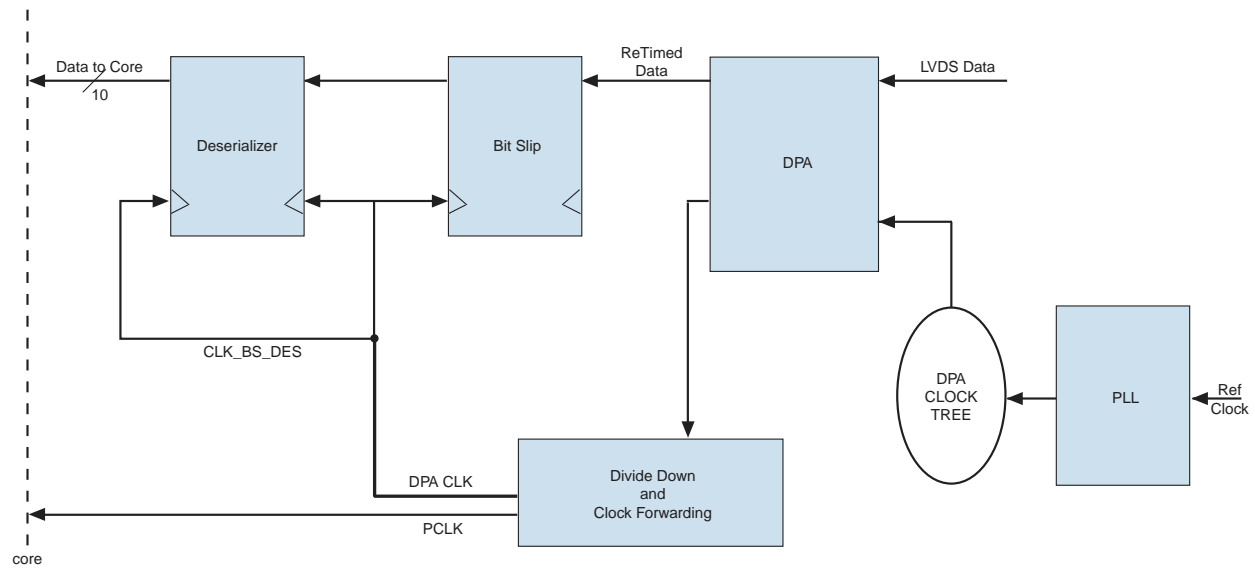 ReTimed
Data
Data to Core
LVDS Data
10
Deserializer
Bit Slip
DPA
CLK_BS_DES
DPA
CLOCK
TREE
PLL
Ref
Clock
DPA CLK
Divide Down
and
Clock Forwarding
PCLK
core